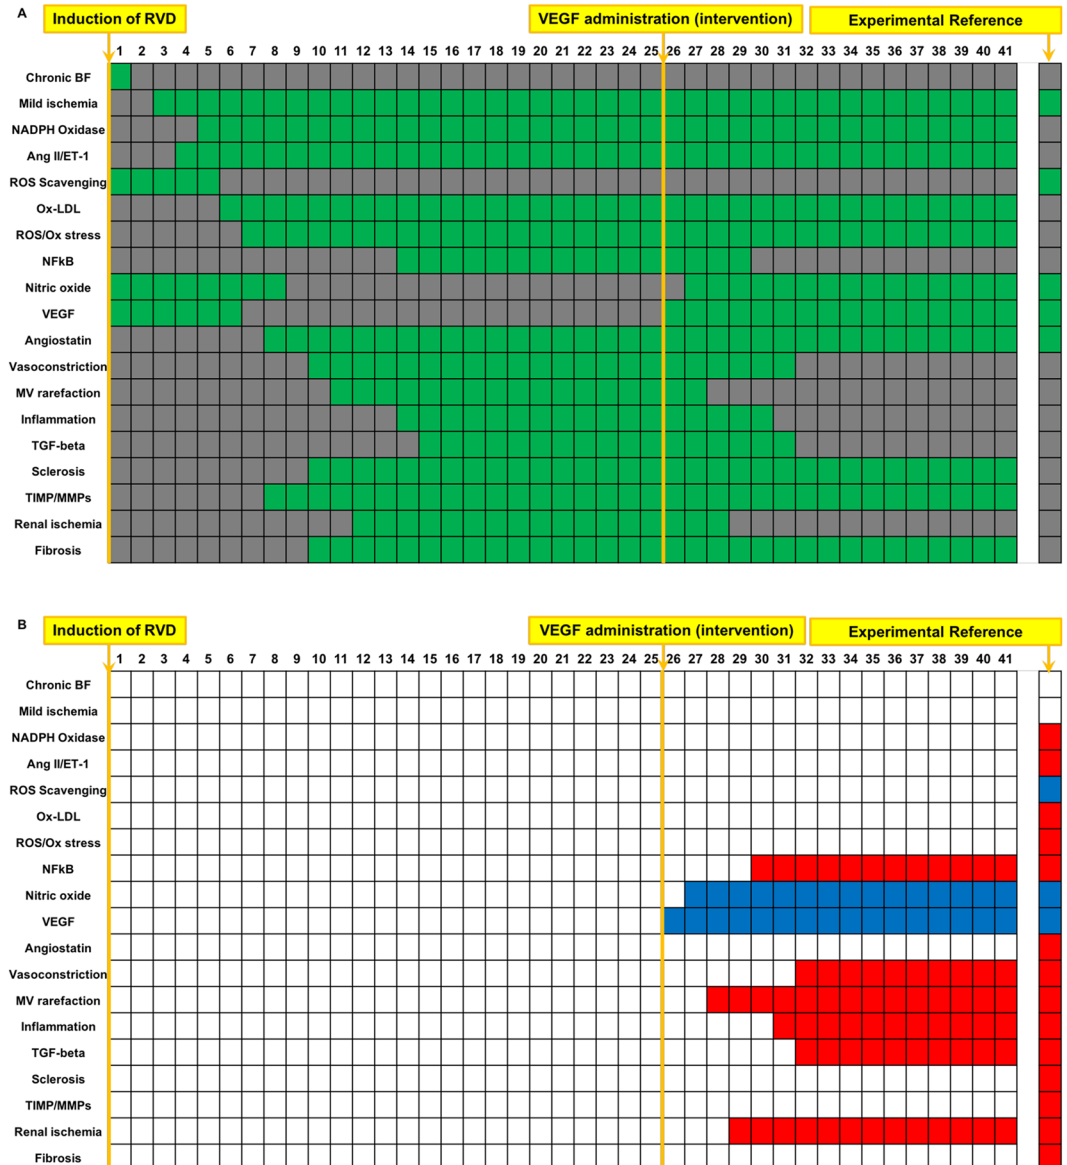 A
Induction of RVD
VEGF administration (intervention)
Experimental Reference
1 2 3 4 5 6 7 8 9 10 11 12 13 14 15 16 17 18 19 20 21 22 23 24 25 26 27 28 29 30 31 32 33 34 35 36 37 38 39 40 41
Chronic BF
Mild ischemia
NADPH Oxidase
Ang II/ET-1
ROS Scavenging
Ox-LDL
ROS/Ox stress
NFkB
Nitric oxide
VEGF
Angiostatin
Vasoconstriction
MV rarefaction
Inflammation
TGF-beta
Sclerosis
TIMP/MMPs
Renal ischemia
Fibrosis
B
Induction of RVD
VEGF administration (intervention)
Experimental Reference
1 2 3 4 5 6 7 8 9 10 11 12 13 14 15 16 17 18 19 20 21 22 23 24 25 26 27 28 29 30 31 32 33 34 35 36 37 38 39 40 41
Chronic BF
Mild ischemia
NADPH Oxidase
Ang II/ET-1
ROS Scavenging
Ox-LDL
ROS/Ox stress
NFkB
Nitric oxide
VEGF
Angiostatin
Vasoconstriction
MV rarefaction
Inflammation
TGF-beta
Sclerosis
TIMP/MMPs
Renal ischemia
Fibrosis